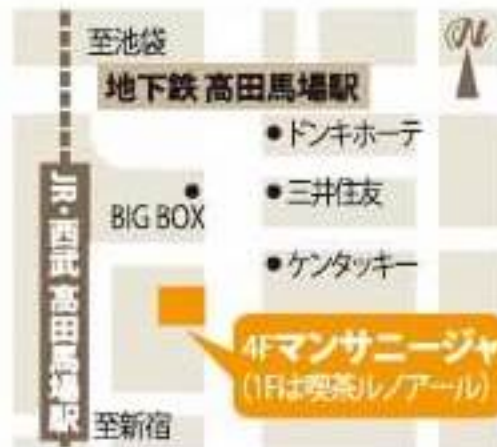 至池袋
N
地下鉄 高田馬場駅
ドンキホーテ
三井住友
BIG BOX
ケンタッキー
JR・西武 高田馬場駅
4Fマンサニージャ
(1Fは喫茶ルノアール)
至新宿